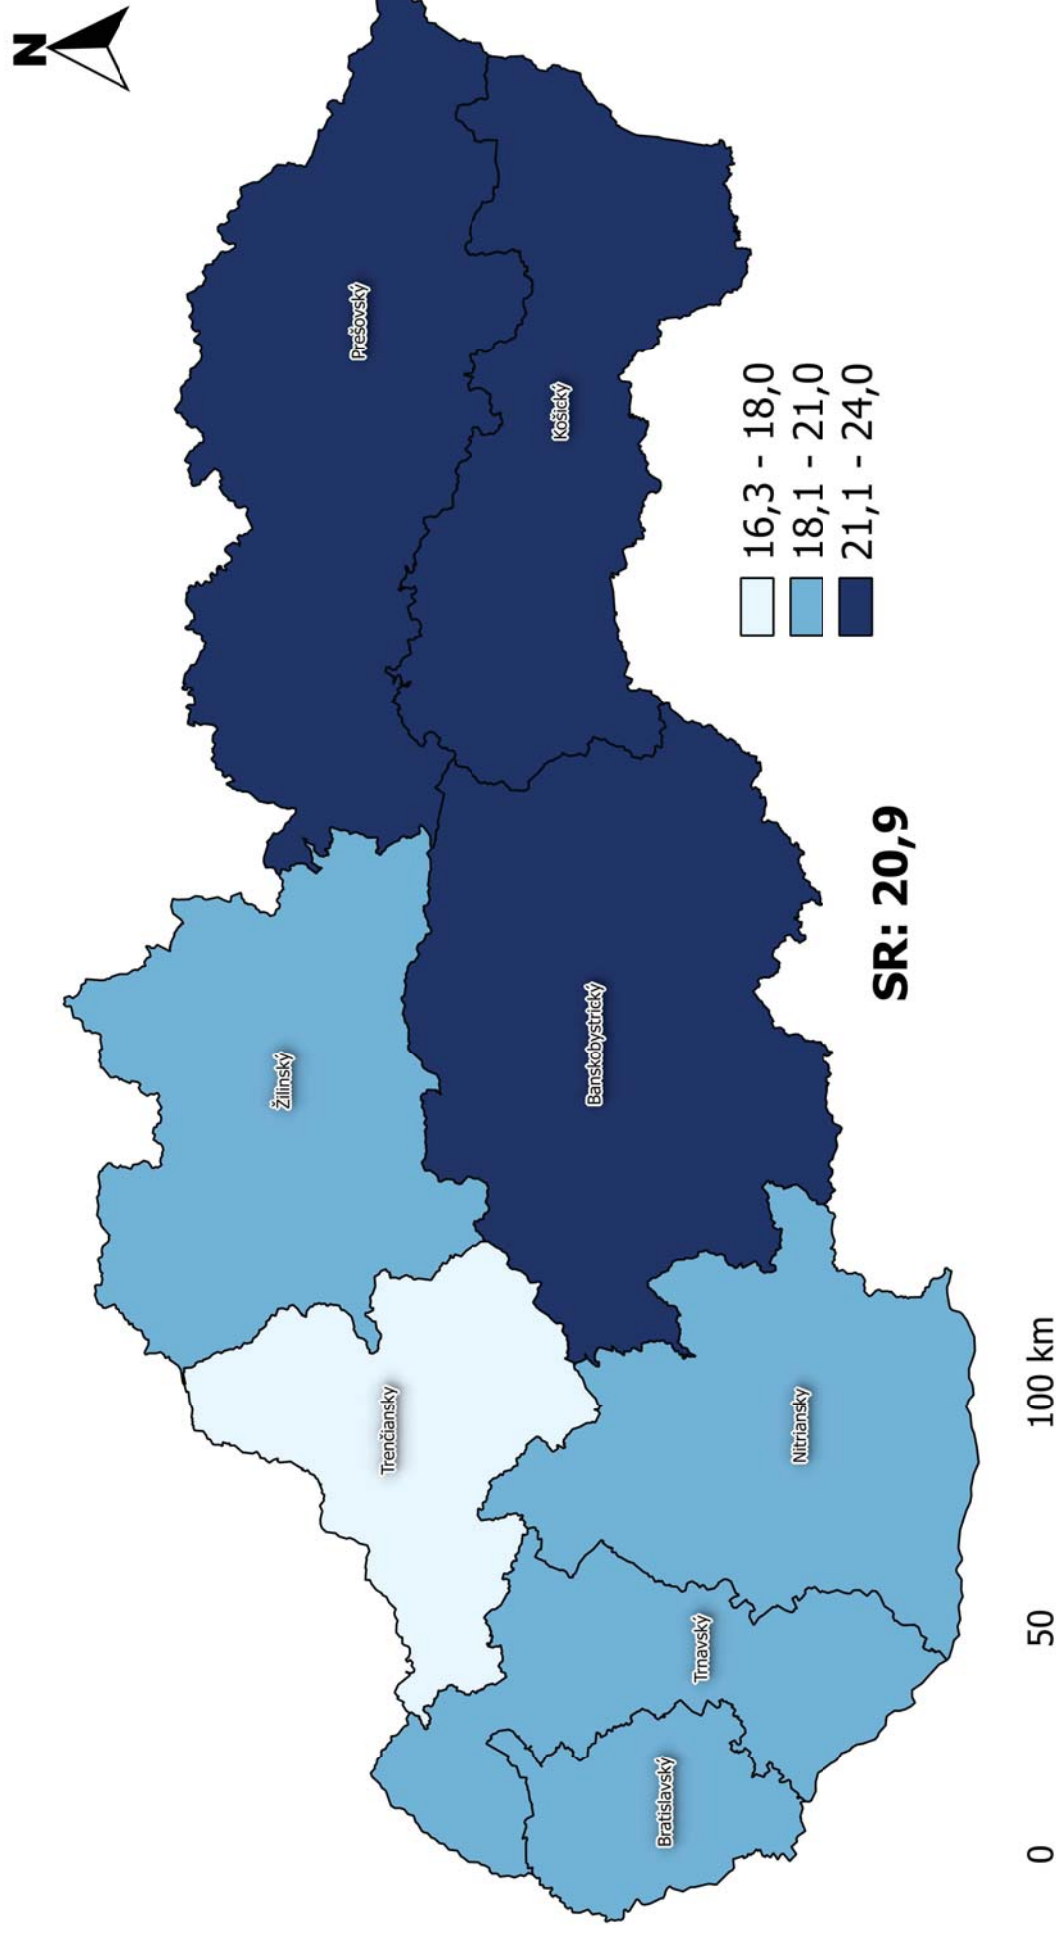 N
Prešovský
Košický
Žilinský
Banskobystrický
Trenčiansky
Nitriansky
Trnavský
Bratislavský
16,3 - 18,0
18,1 - 21,0
21,1 - 24,0
SR: 20,9
0 50 100 km